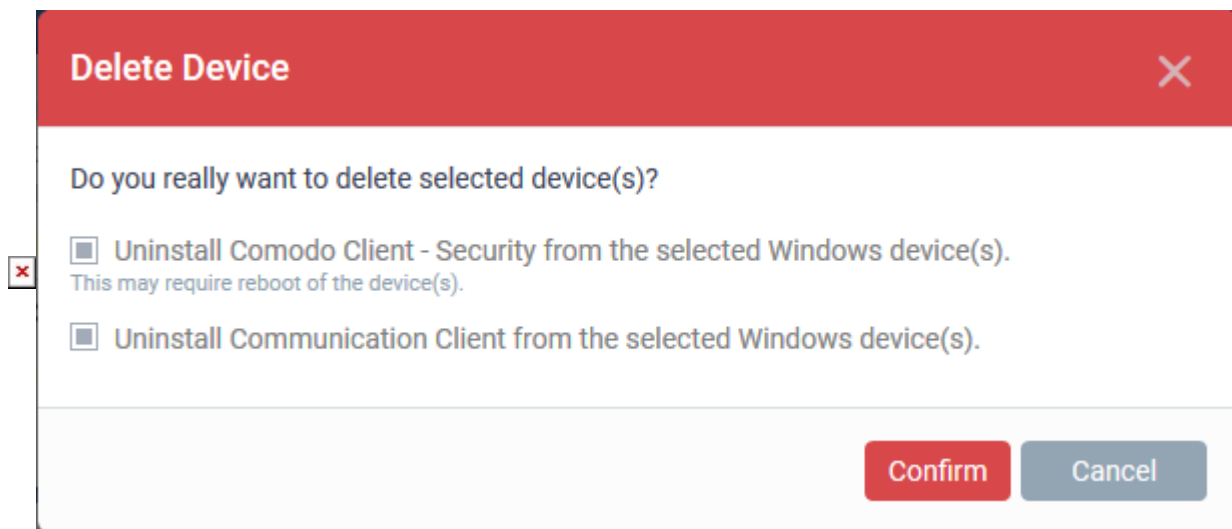 Delete Device
Do you really want to delete selected device(s)?
Uninstall Comodo Client - Security from the selected Windows device(s).
This may require reboot of the device(s).
Uninstall Communication Client from the selected Windows device(s).
Confirm
Cancel